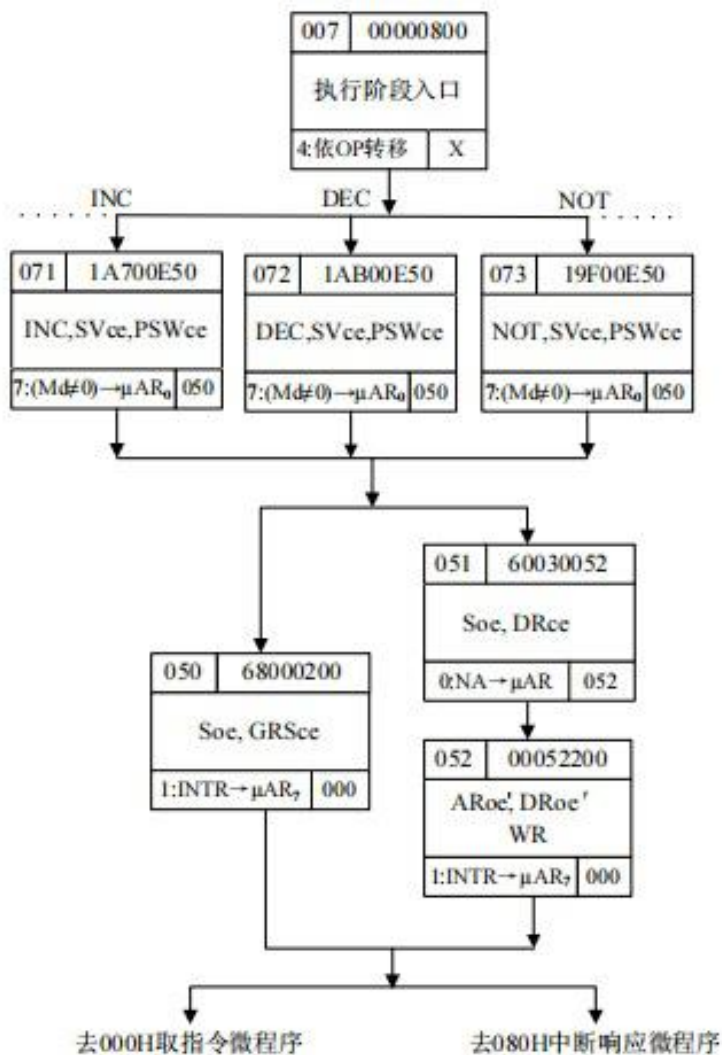 007 00000800
执行阶段入口
4:依OP转移 X
INC DEC NOT
071 1A700E50
INC,SVce,PSWce
7:(Md≠0)→μAR₀ 050
072 1AB00E50
DEC,SVce,PSWce
7:(Md≠0)→μAR₀ 050
073 19F00E50
NOT,SVce,PSWce
7:(Md≠0)→μAR₀ 050
051 60030052
Soe, DRce
0:NA→μAR 052
050 68000200
Soe, GRSce
1:INTR→μAR₇ 000
052 00052200
ARoe', DRoe'
WR
1:INTR→μAR₇ 000
去000H取指令微程序 去080H中断响应微程序